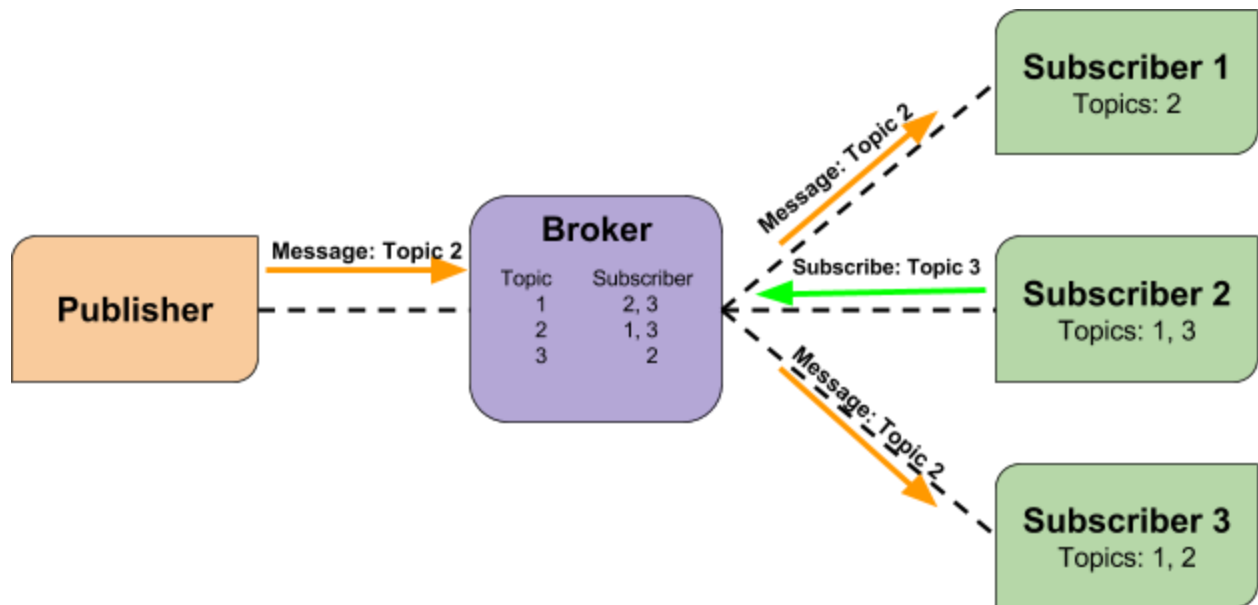 Publisher
Message: Topic 2
Broker
Topic Subscriber
1 2, 3
2 1, 3
3 2
Message: Topic 2
Subscribe: Topic 3
Message: Topic 2
Subscriber 1
Topics: 2
Subscriber 2
Topics: 1, 3
Subscriber 3
Topics: 1, 2